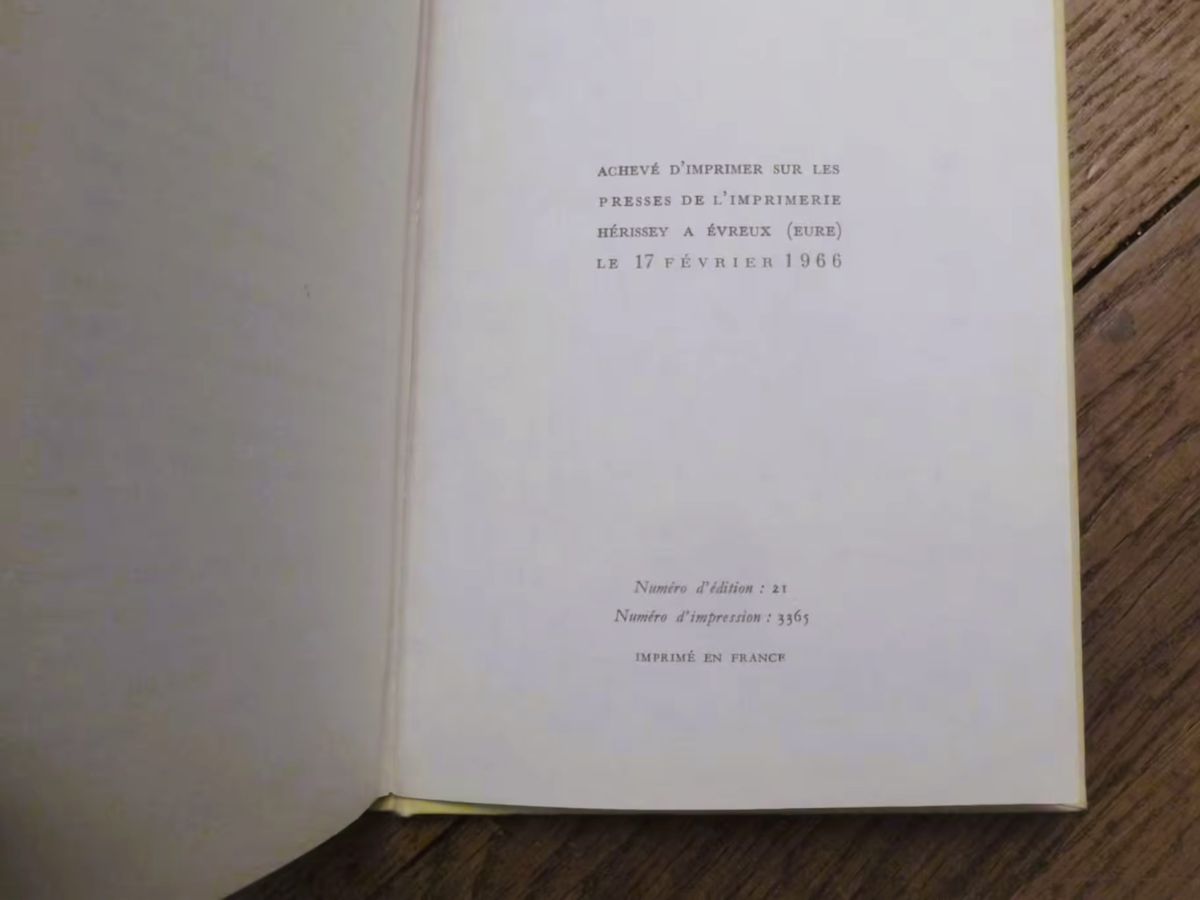 ACHEVÉ D'IMPRIMER SUR LES
PRESSES DE L'IMPRIMERIE
HÉRISSEY A ÉVREUX (EURE)
LE 17 FÉVRIER 1966
Numéro d'édition : 21
Numéro d'impression : 3365
IMPRIMÉ EN FRANCE